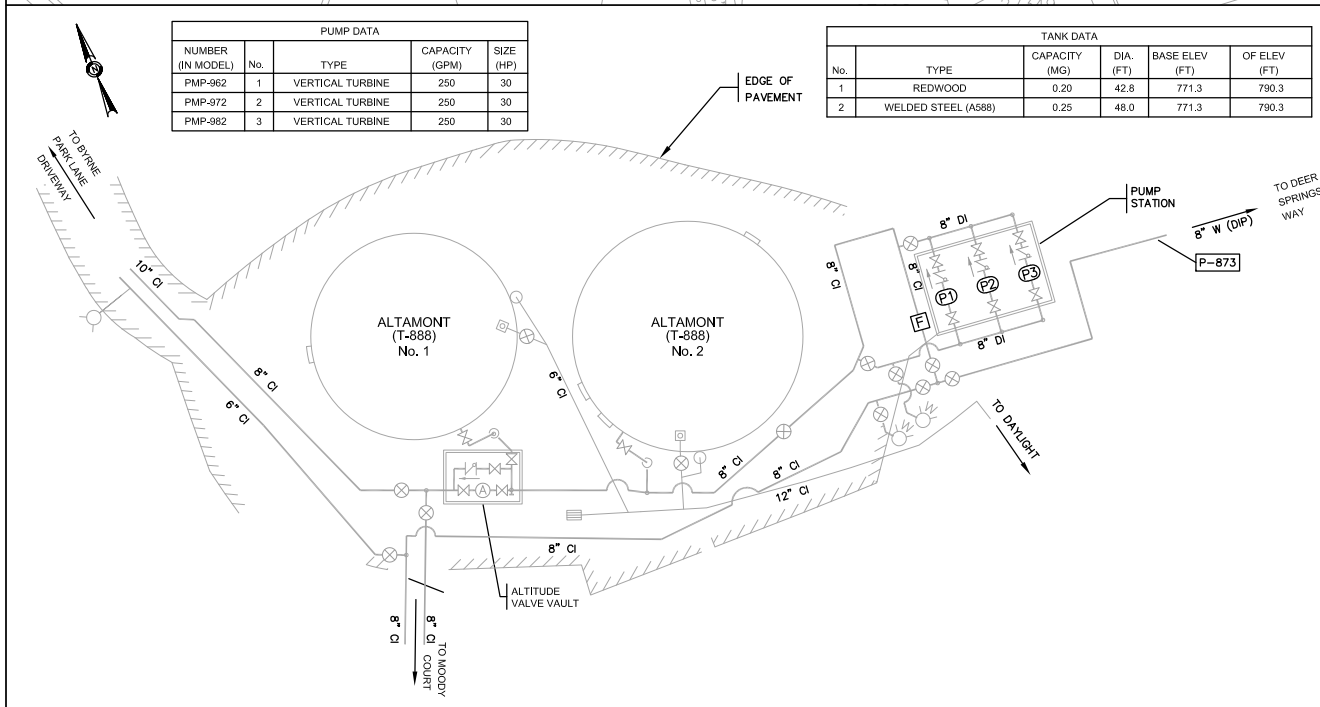 PUMP DATA
NUMBER (IN MODEL) No. TYPE CAPACITY (GPM) SIZE (HP)
PMP-962 1 VERTICAL TURBINE 250 30
PMP-972 2 VERTICAL TURBINE 250 30
PMP-982 3 VERTICAL TURBINE 250 30
TANK DATA
No. TYPE CAPACITY (MG) DIA. (FT) BASE ELEV (FT) OF ELEV (FT)
1 REDWOOD 0.20 42.8 771.3 790.3
2 WELDED STEEL (A588) 0.25 48.0 771.3 790.3
N
EDGE OF
PAVEMENT
TO BYRNE
PARK LANE
DRIVEWAY
PUMP
STATION
TO DEER
SPRINGS
WAY
8" W (DIP)
P-873
8" DI
8" CI
8" CI
P1
P2
P3
F
8" DI
10" CI
8" CI
6" CI
ALTAMONT
(T-888)
No. 1
6" CI
ALTAMONT
(T-888)
No. 2
TO DAYLIGHT
8" CI
8" CI
12" CI
A
8" CI
ALTITUDE
VALVE VAULT
8" CI
8" CI
TO MOODY
COURT